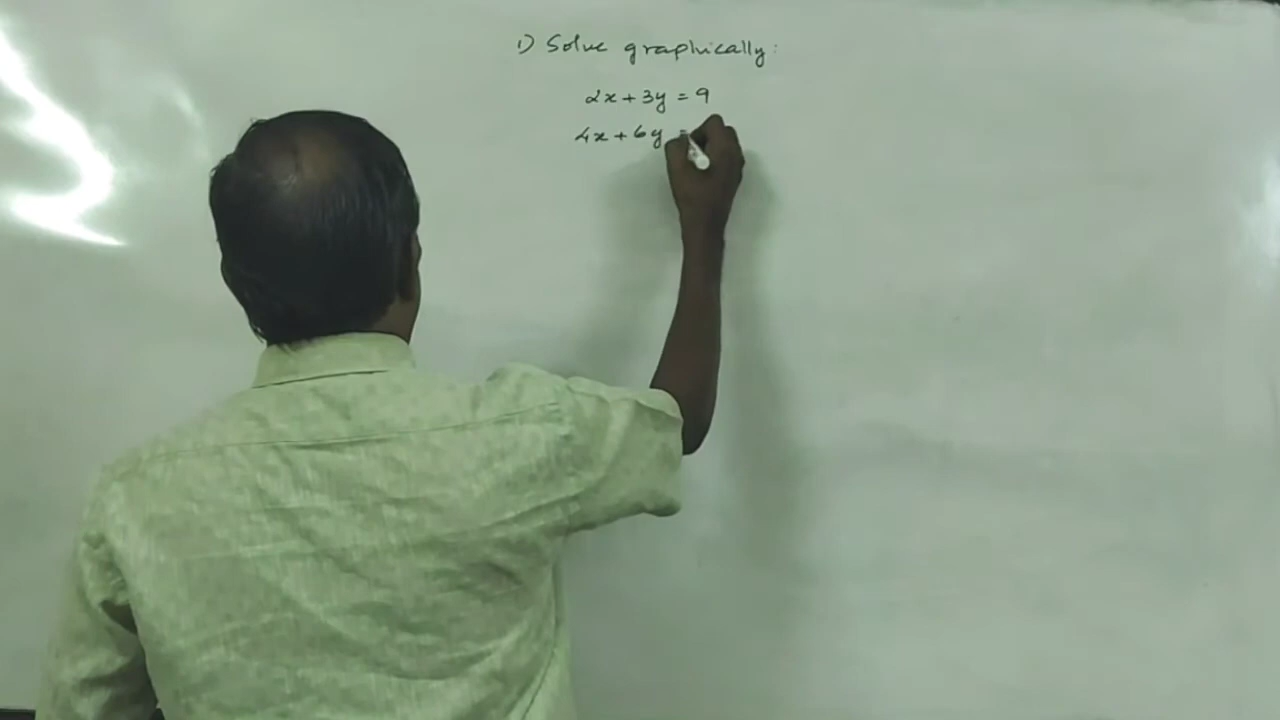 1) Solve graphically:
2x + 3y = 9
4x + 6y =